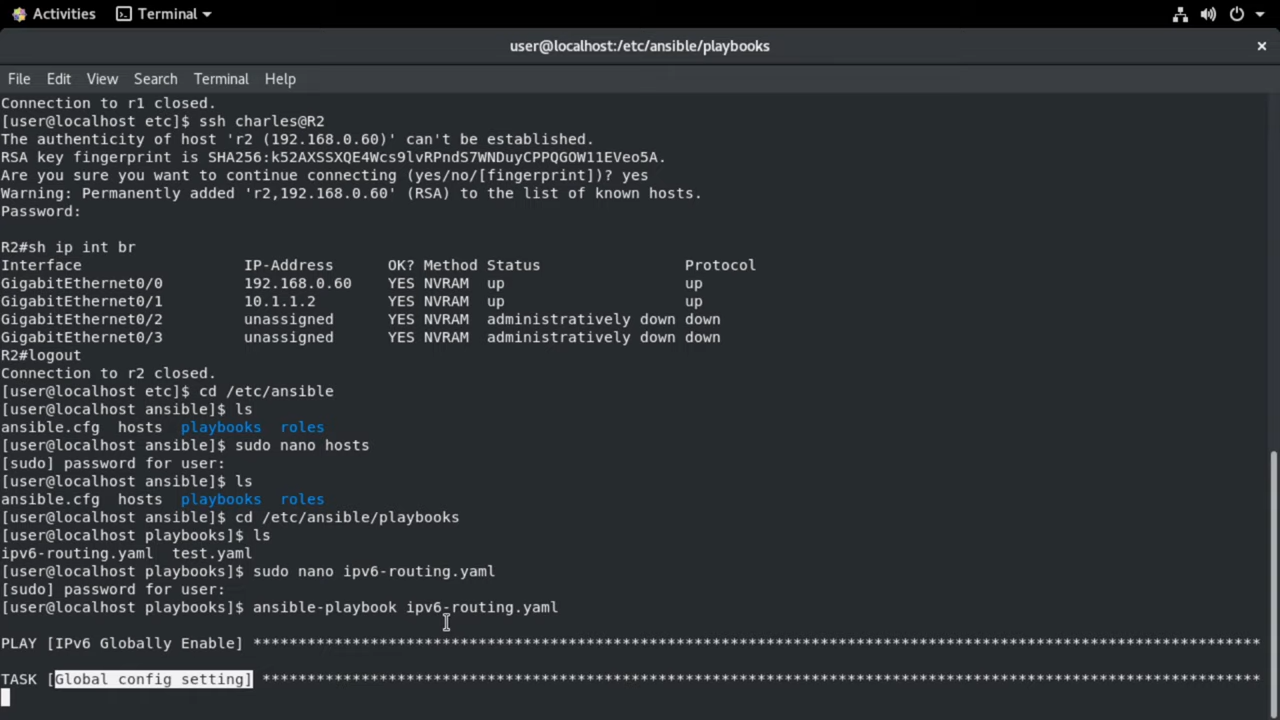 Activities Terminal
user@localhost:/etc/ansible/playbooks
File Edit View Search Terminal Help
Connection to r1 closed.
[user@localhost etc]$ ssh charles@R2
The authenticity of host 'r2 (192.168.0.60)' can't be established.
RSA key fingerprint is SHA256:k52AXSSXQE4Wcs9lvRPndS7WNDuyCPPQGOW11EVeo5A.
Are you sure you want to continue connecting (yes/no/[fingerprint])? yes
Warning: Permanently added 'r2,192.168.0.60' (RSA) to the list of known hosts.
Password:
R2#sh ip int br
Interface IP-Address OK? Method Status Protocol
GigabitEthernet0/0 192.168.0.60 YES NVRAM up up
GigabitEthernet0/1 10.1.1.2 YES NVRAM up up
GigabitEthernet0/2 unassigned YES NVRAM administratively down down
GigabitEthernet0/3 unassigned YES NVRAM administratively down down
R2#logout
Connection to r2 closed.
[user@localhost etc]$ cd /etc/ansible
[user@localhost ansible]$ ls
ansible.cfg hosts playbooks roles
[user@localhost ansible]$ sudo nano hosts
[sudo] password for user:
[user@localhost ansible]$ ls
ansible.cfg hosts playbooks roles
[user@localhost ansible]$ cd /etc/ansible/playbooks
[user@localhost playbooks]$ ls
ipv6-routing.yaml test.yaml
[user@localhost playbooks]$ sudo nano ipv6-routing.yaml
[sudo] password for user:
[user@localhost playbooks]$ ansible-playbook ipv6-routing.yaml
PLAY [IPv6 Globally Enable] ****************************************************************************************************************
TASK [Global config setting] ***************************************************************************************************************